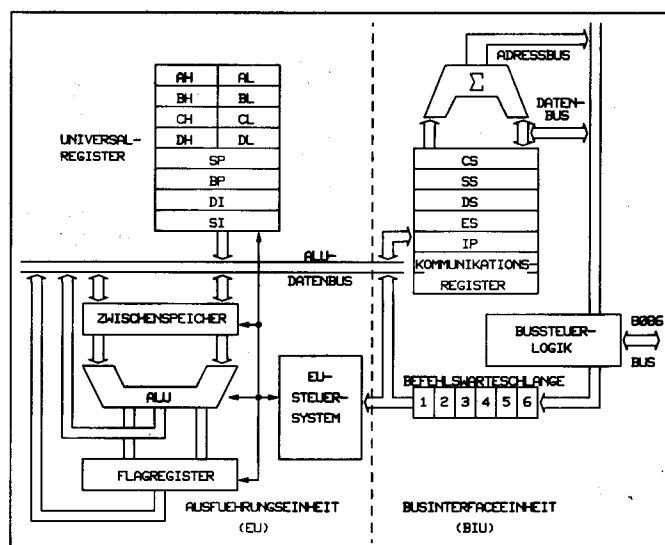 AH AL
BH BL
CH CL
DH DL
SP
BP
DI
SI
UNIVERSAL-
REGISTER
ADRESSBUS
Σ
DATEN-
BUS
CS
SS
DS
ES
IP
KOMMUNIKATIONS-
REGISTER
ALU-
DATENBUS
ZWISCHENSPEICHER
ALU
FLAGREGISTER
EU-
STEUER-
SYSTEM
BUSSTEUER-
LOGIK
8086
BUS
BEFEHLSWARTESCHLANGE
1 2 3 4 5 6
AUSFUEHRUNGSEINHEIT
(EU)
BUSINTERFACEEINHEIT
(BIU)